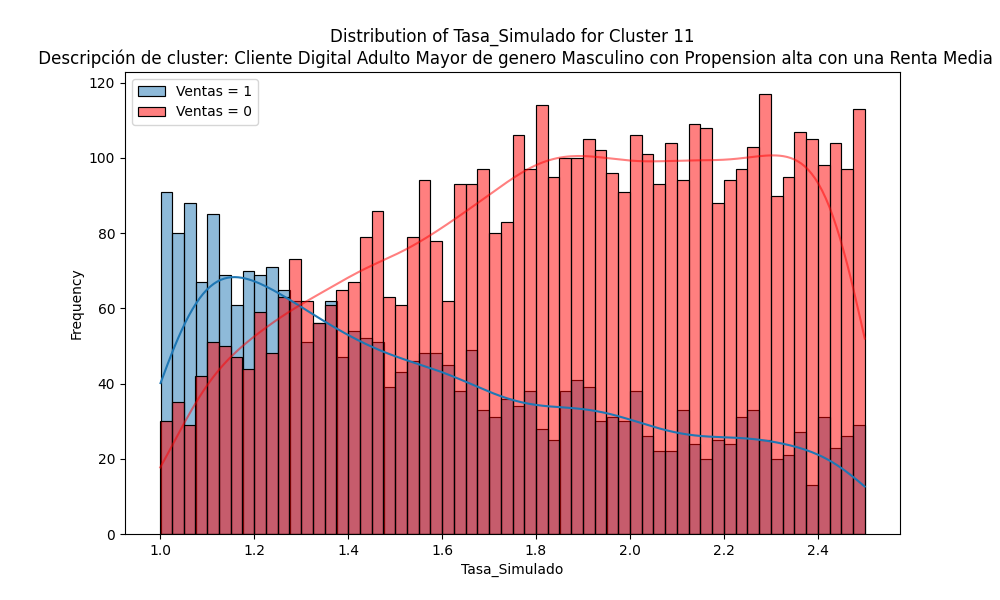 Distribution of Tasa_Simulado for Cluster 11
Descripción de cluster: Cliente Digital Adulto Mayor de genero Masculino con Propension alta con una Renta Media
Ventas = 1
Ventas = 0
120
100
80
60
40
20
0
Frequency
1.0 1.2 1.4 1.6 1.8 2.0 2.2 2.4
Tasa_Simulado